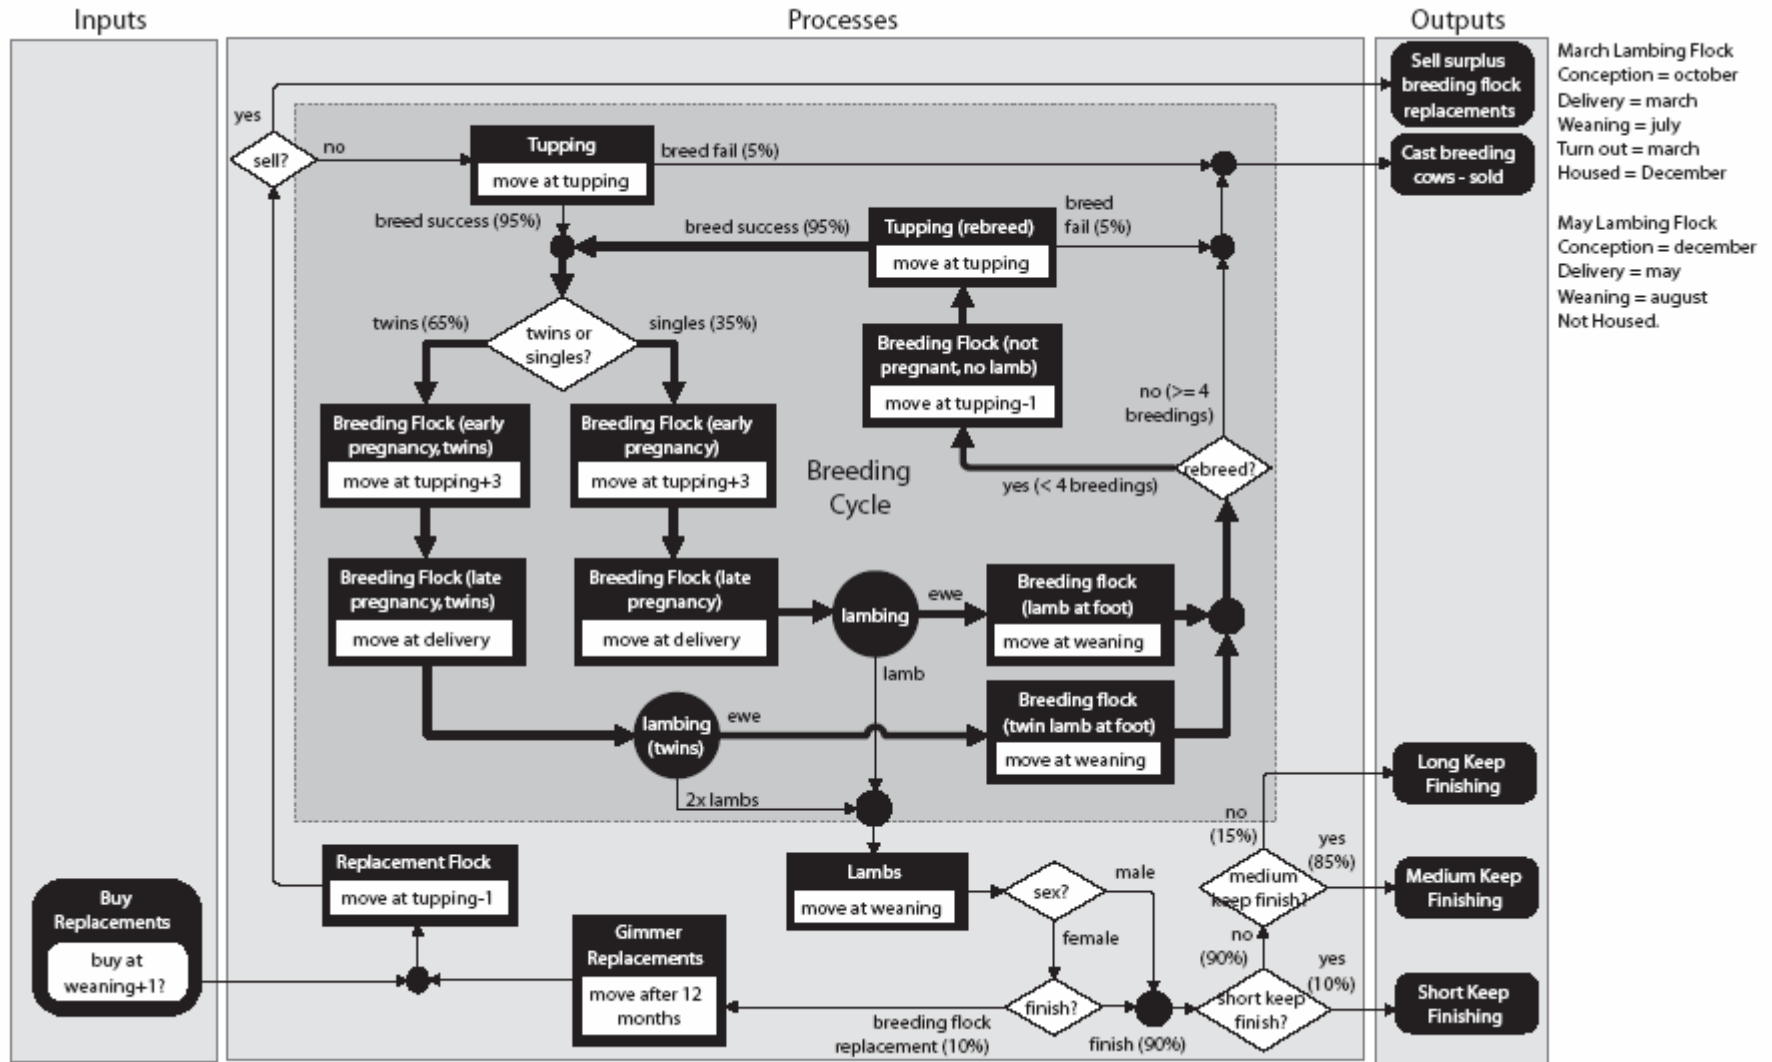 Inputs
Processes
Outputs
Sell surplus
breeding flock
replacements
Cast breeding
cows - sold
March Lambing Flock
Conception = october
Delivery = march
Weaning = july
Turn out = march
Housed = December
May Lambing Flock
Conception = december
Delivery = may
Weaning = august
Not Housed.
yes
sell?
no
Tupping
move at tupping
breed fail (5%)
breed success (95%)
breed success (95%)
Tupping (rebreed)
move at tupping
breed
fail (5%)
twins (65%)
twins or
singles?
singles (35%)
Breeding Flock (not
pregnant, no lamb)
move at tupping-1
no (>= 4
breedings)
Breeding Flock (early
pregnancy, twins)
move at tupping+3
Breeding Flock (early
pregnancy)
move at tupping+3
Breeding
Cycle
yes (< 4 breedings)
rebreed?
Breeding Flock (late
pregnancy, twins)
move at delivery
Breeding Flock (late
pregnancy)
move at delivery
lambing
ewe
Breeding flock
(lamb at foot)
move at weaning
lamb
lambing
(twins)
ewe
Breeding flock
(twin lamb at foot)
move at weaning
2x lambs
Long Keep
Finishing
no
(15%)
yes
(85%)
medium
keep finish?
Medium Keep
Finishing
Replacement Flock
move at tupping-1
Lambs
move at weaning
sex?
male
female
Buy
Replacements
buy at
weaning+1?
Gimmer
Replacements
move after 12
months
finish?
breeding flock
replacement (10%)
finish (90%)
no
(90%)
yes
(10%)
short keep
finish?
Short Keep
Finishing